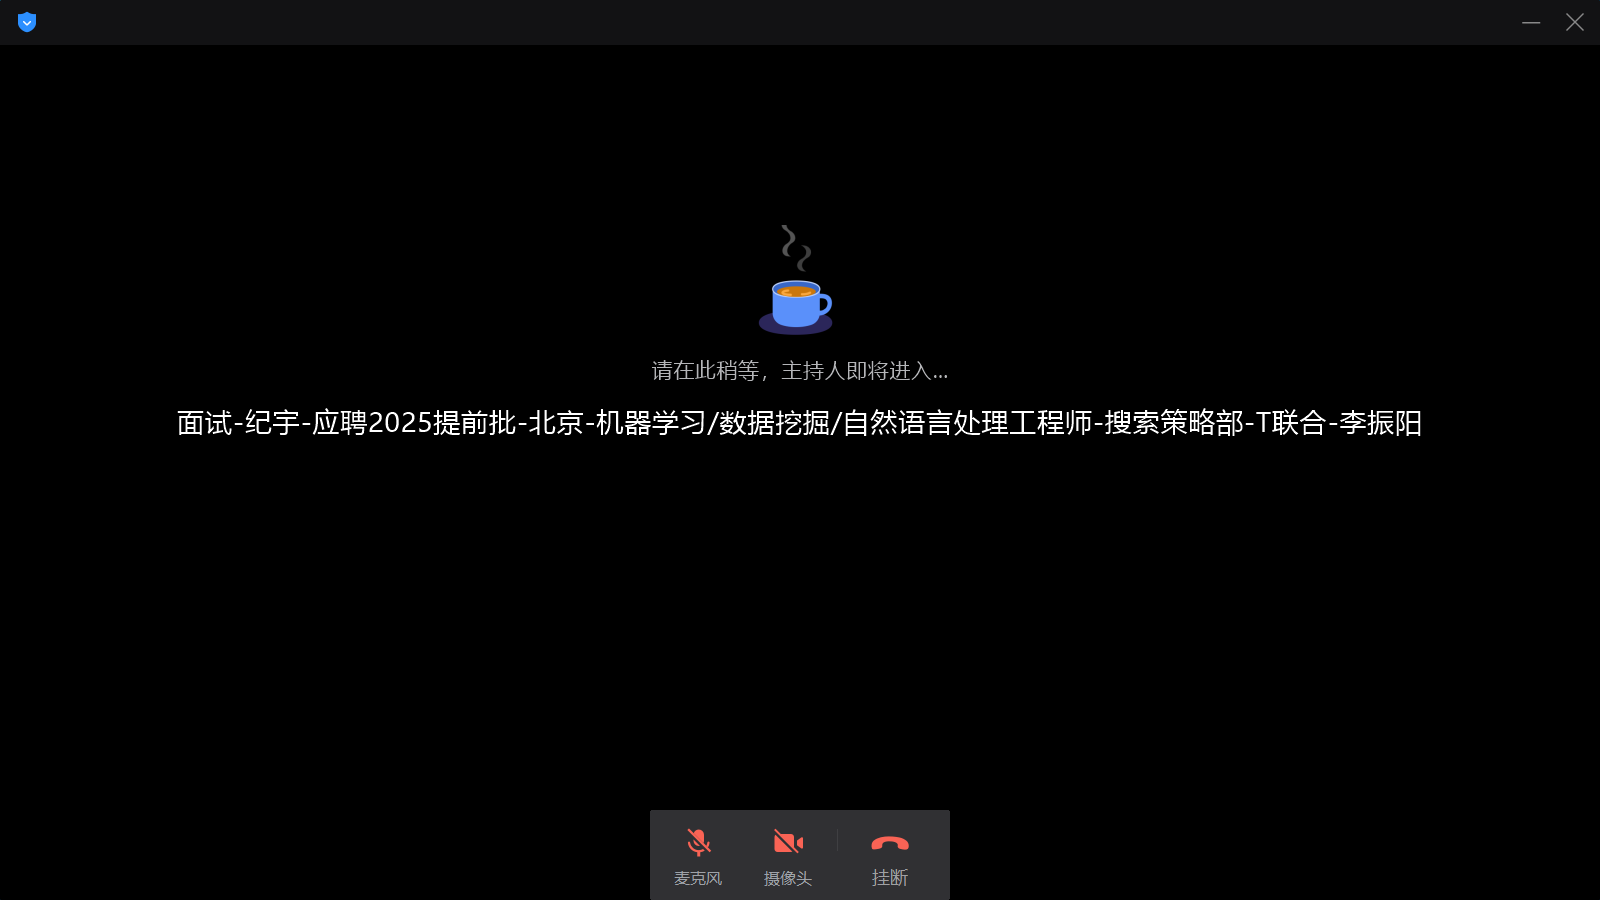 请在此稍等，主持人即将进入...
面试-纪宇-应聘2025提前批-北京-机器学习/数据挖掘/自然语言处理工程师-搜索策略部-T联合-李振阳
麦克风
摄像头
挂断